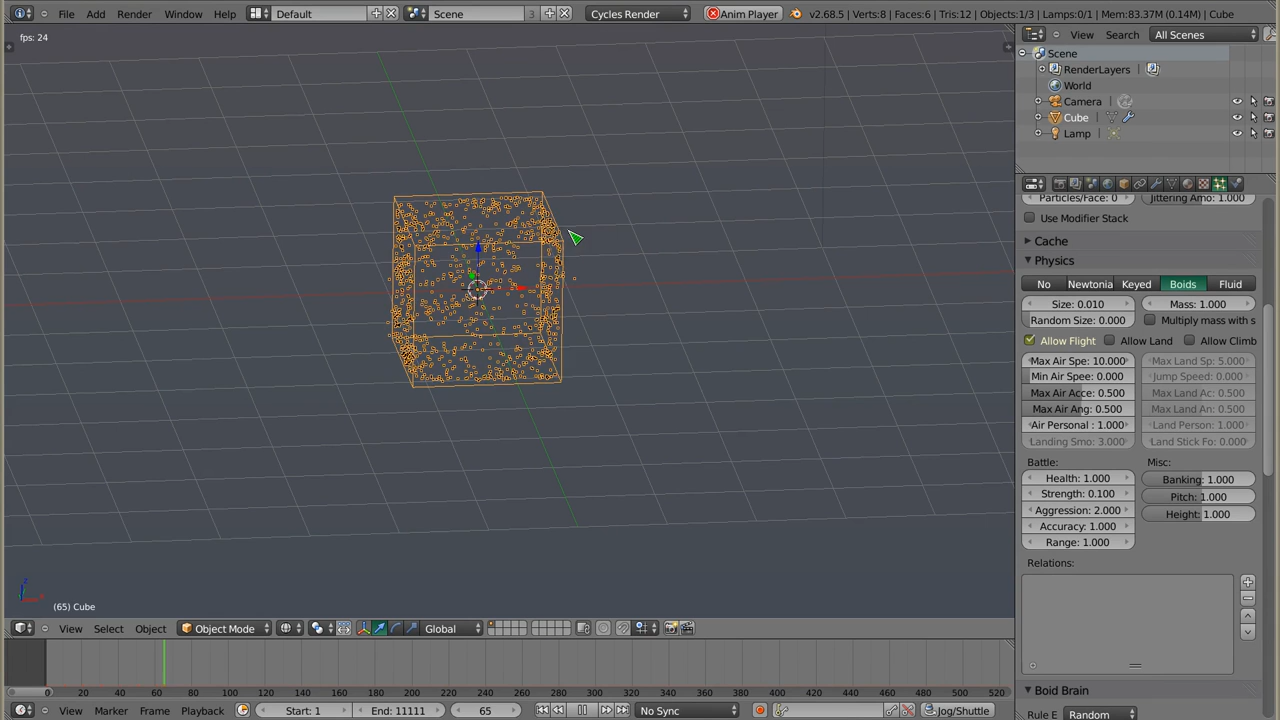 File Add Render Window Help Default Scene 3 Cycles Render Anim Player v2.68.5 | Verts:8 | Faces:6 | Tris:12 | Objects:1/3 | Lamps:0/1 | Mem:83.37M (0.14M) | Cube
fps: 24
View Search All Scenes
Scene
RenderLayers
World
Camera
Cube
Lamp
Particles/Face: 0 Jittering Amo: 1.000
Use Modifier Stack
Cache
Physics
No Newtonia Keyed Boids Fluid
Size: 0.010 Mass: 1.000
Random Size: 0.000 Multiply mass with s
Allow Flight Allow Land Allow Climb
Max Air Spe: 10.000 Max Land Sp: 5.000
Min Air Spee: 0.000 Jump Speed: 0.000
Max Air Acce: 0.500 Max Land Ac: 0.500
Max Air Ang: 0.500 Max Land An: 0.500
Air Personal : 1.000 Land Person: 1.000
Landing Smo: 3.000 Land Stick Fo: 0.000
Battle: Misc:
Health: 1.000 Banking: 1.000
Strength: 0.100 Pitch: 1.000
Aggression: 2.000 Height: 1.000
Accuracy: 1.000
Range: 1.000
Relations:
Boid Brain
Rule E Random
(65) Cube
View Select Object Object Mode Global
0 20 40 60 80 100 120 140 160 180 200 220 240 260 280 300 320 340 360 380 400 420 440 460 480 500 520
View Marker Frame Playback Start: 1 End: 11111 65 No Sync Jog/Shuttle